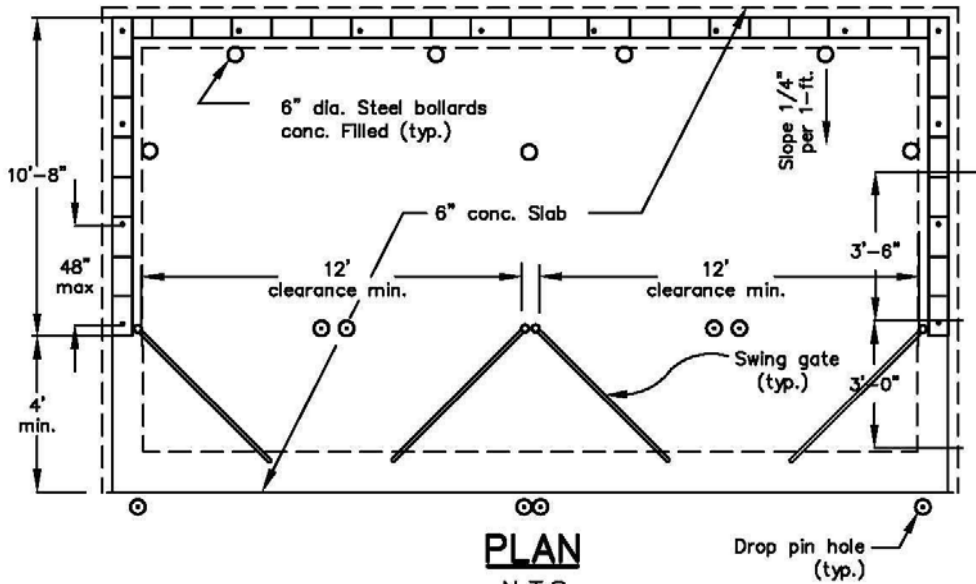 6" dia. Steel bollards
conc. Filled (typ.)
Slope 1/4"
per 1-ft.
10'-8"
6" conc. Slab
3'-6"
48"
max
12'
clearance min.
12'
clearance min.
Swing gate
(typ.)
3'-0"
4'
min.
PLAN
Drop pin hole
(typ.)
N.T.S.